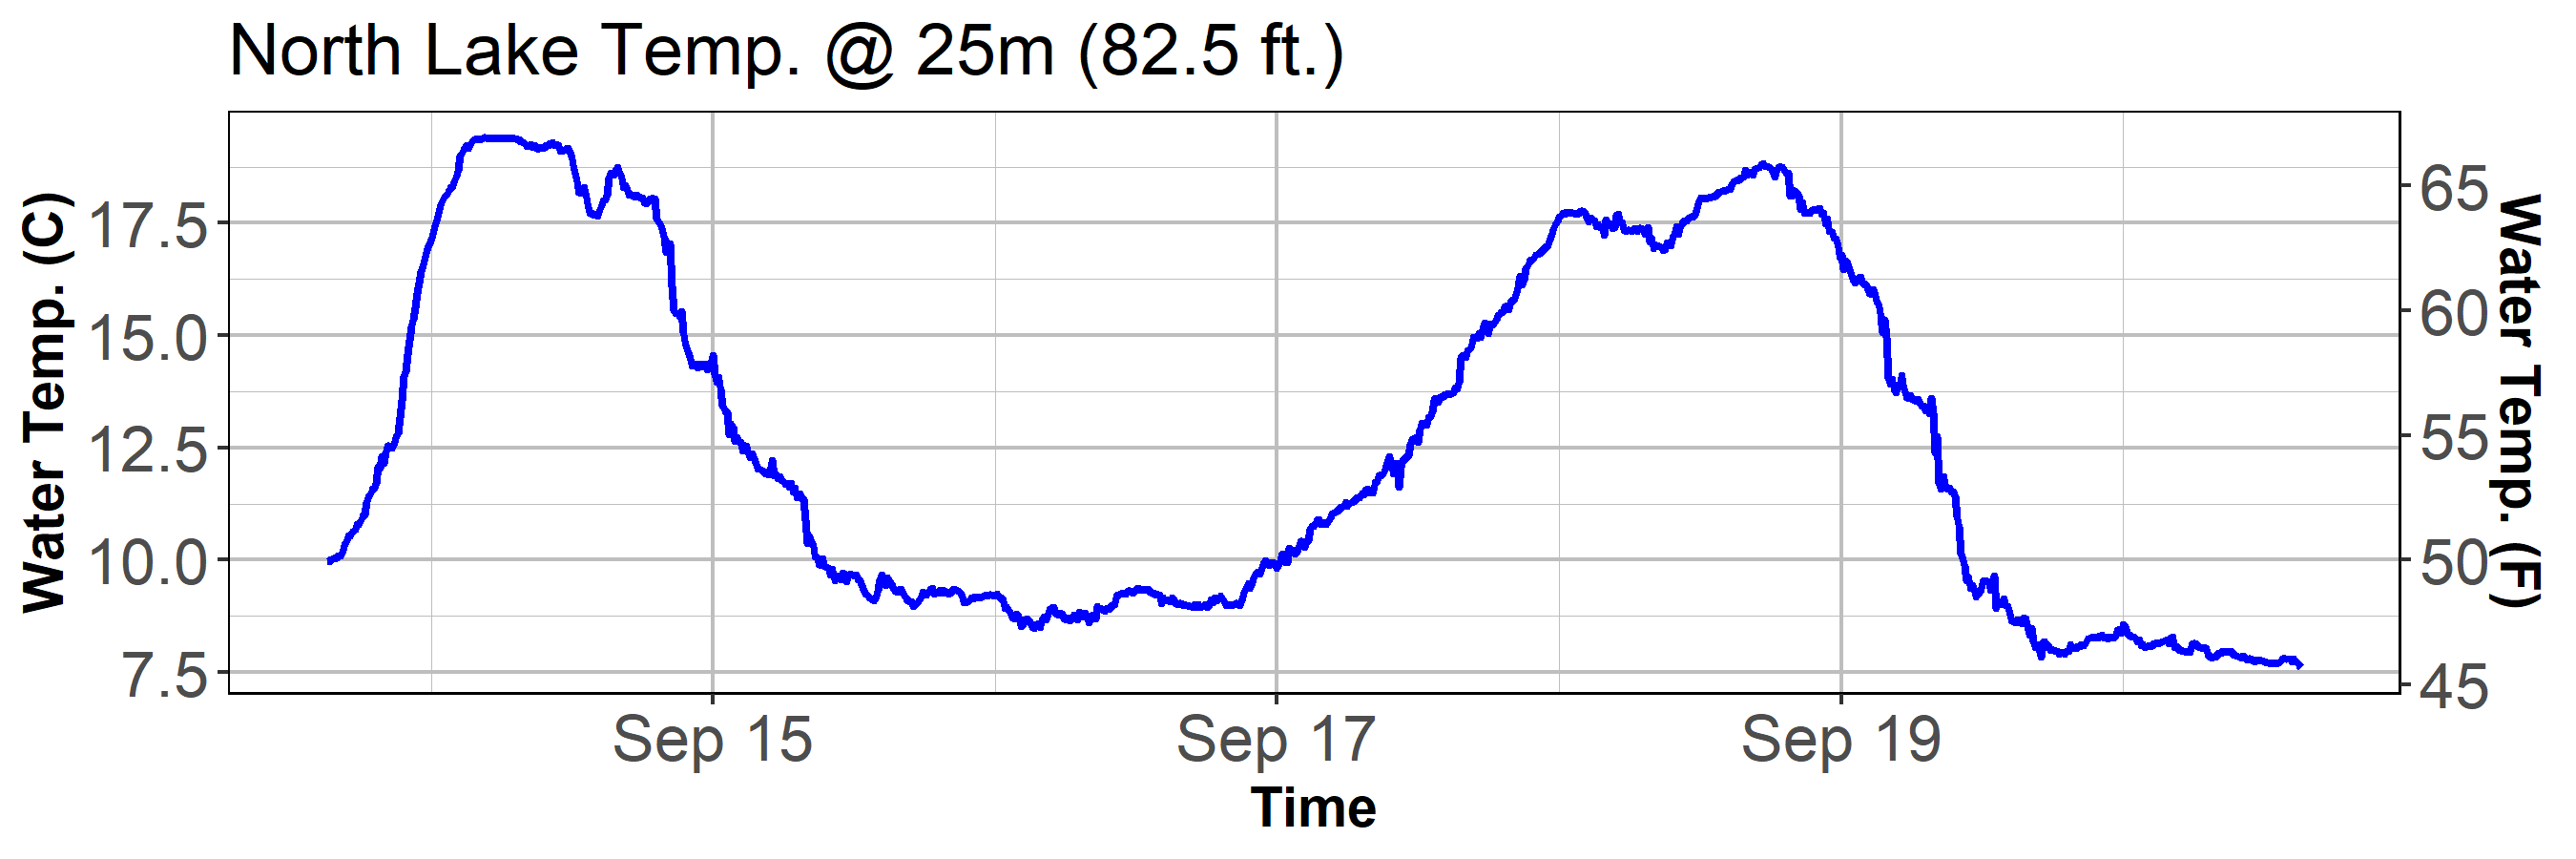 North Lake Temp. @ 25m (82.5 ft.)
Water Temp. (C)
17.5
15.0
12.5
10.0
7.5
65
60
55
50
45
Water Temp. (F)
Sep 15 Sep 17 Sep 19
Time